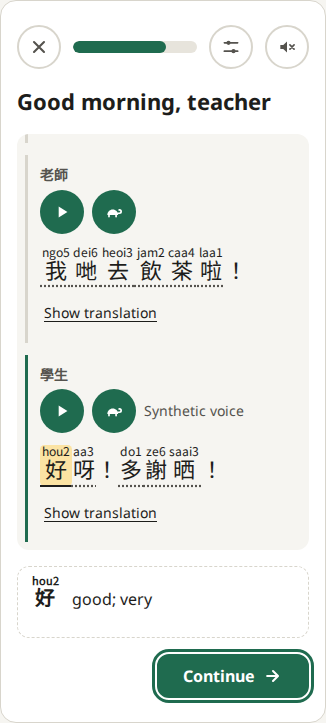 Good morning, teacher
老師
ngo5 dei6 heoi3 jam2 caa4 laa1
我哋去飲茶啦！
Show translation
學生
Synthetic voice
hou2 aa3 do1 ze6 saai3
好呀！多謝晒！
Show translation
hou2
好 good; very
Continue →